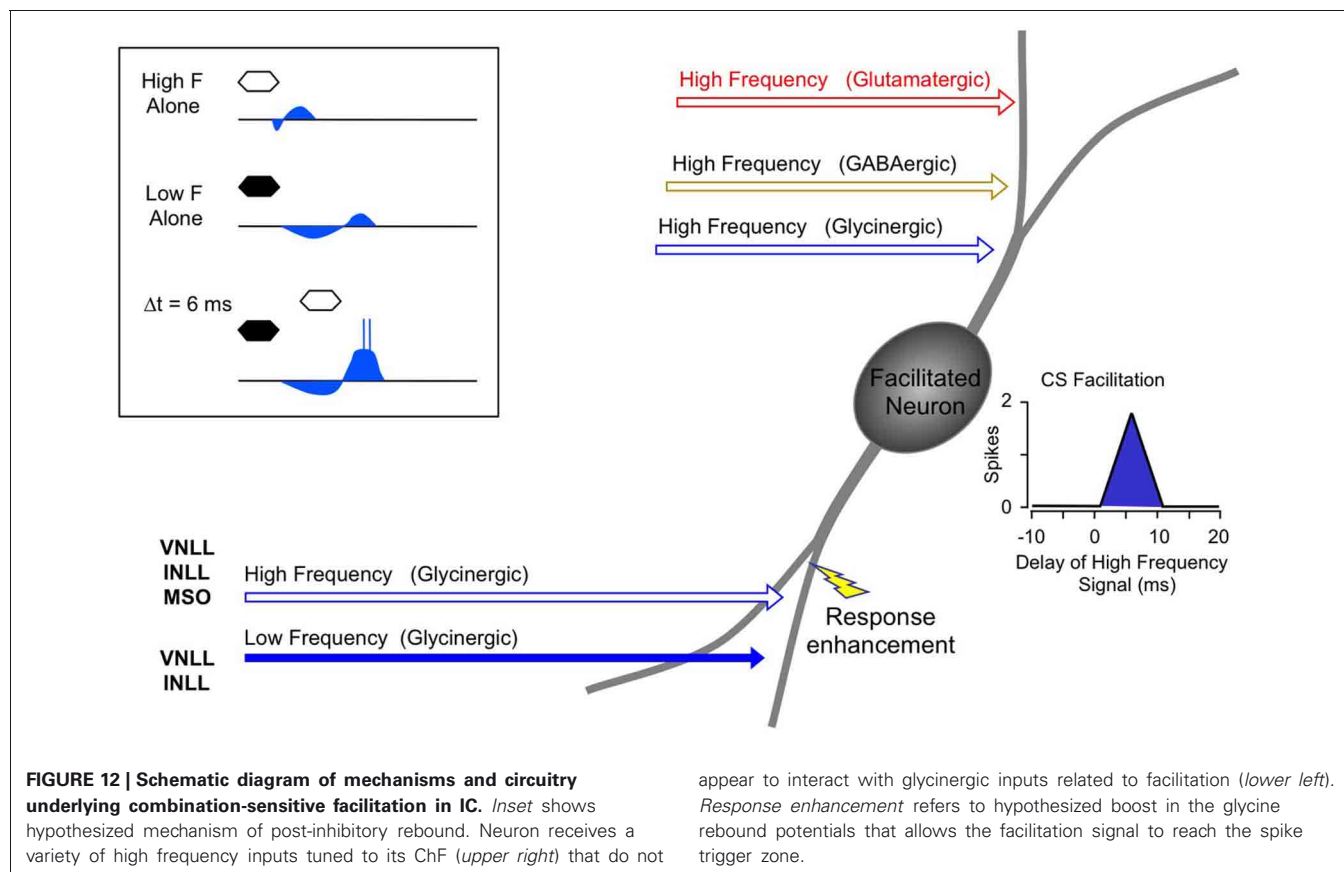 High F
Alone
Low F
Alone
Δt = 6 ms
High Frequency (Glutamatergic)
High Frequency (GABAergic)
High Frequency (Glycinergic)
Facilitated
Neuron
CS Facilitation
Spikes
2
0
-10 0 10 20
Delay of High Frequency
Signal (ms)
VNLL
INLL
MSO
High Frequency (Glycinergic)
Low Frequency (Glycinergic)
VNLL
INLL
Response
enhancement
FIGURE 12 | Schematic diagram of mechanisms and circuitry
underlying combination-sensitive facilitation in IC. Inset shows
hypothesized mechanism of post-inhibitory rebound. Neuron receives a
variety of high frequency inputs tuned to its ChF (upper right) that do not
appear to interact with glycinergic inputs related to facilitation (lower left).
Response enhancement refers to hypothesized boost in the glycine
rebound potentials that allows the facilitation signal to reach the spike
trigger zone.